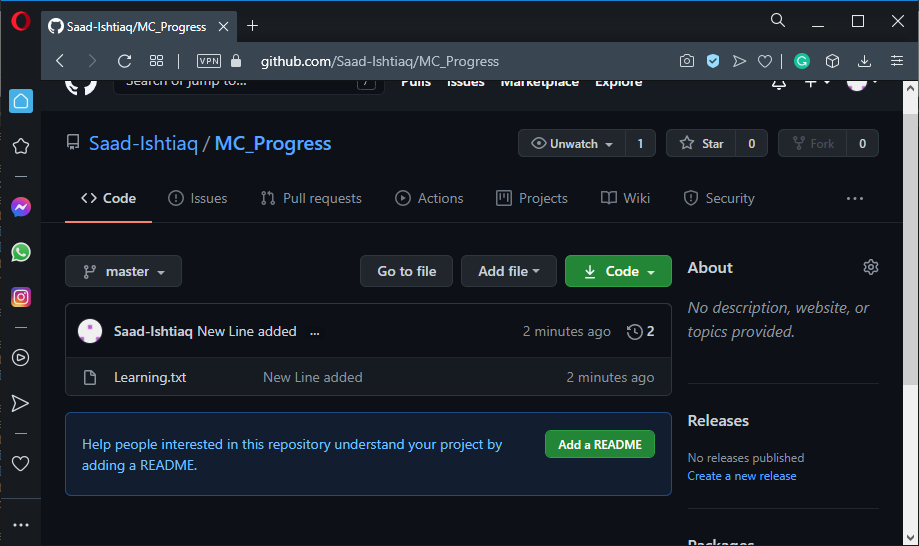 Saad-Ishtiaq/MC_Progress
VPN github.com/Saad-Ishtiaq/MC_Progress
Search or jump to... / Pulls Issues Marketplace Explore
Saad-Ishtiaq / MC_Progress Unwatch 1 Star 0 Fork 0
Code Issues Pull requests Actions Projects Wiki Security ...
master Go to file Add file Code
About
Saad-Ishtiaq New Line added ... 2 minutes ago 2
No description, website, or
topics provided.
Learning.txt New Line added 2 minutes ago
Help people interested in this repository understand your project by
adding a README.
Add a README
Releases
No releases published
Create a new release
Packages